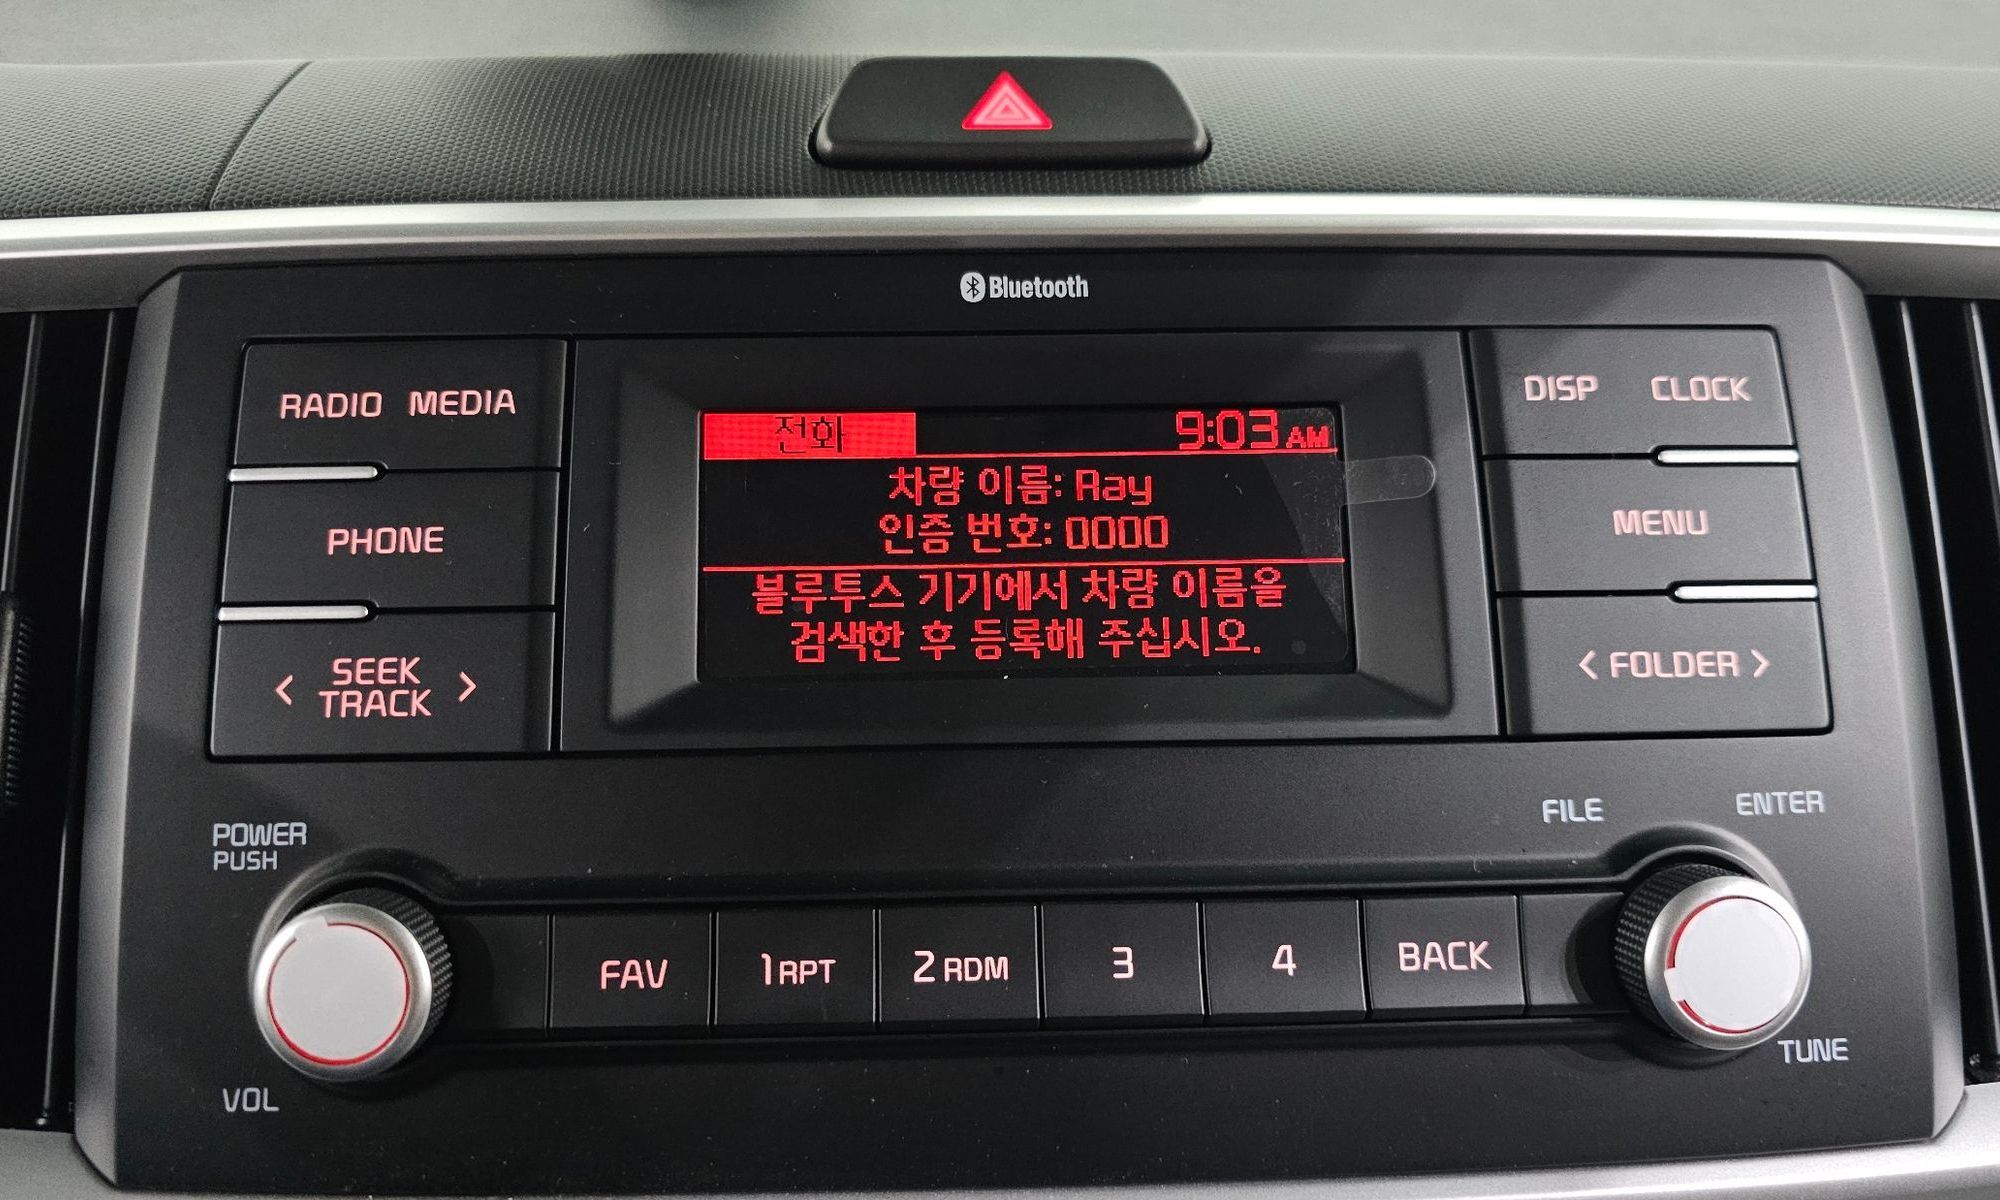 Bluetooth
RADIO MEDIA
DISP CLOCK
전화 9:03 AM
차량 이름: Ray
인증 번호: 0000
블루투스 기기에서 차량 이름을
검색한 후 등록해 주십시오.
PHONE
MENU
< SEEK TRACK >
< FOLDER >
POWER
PUSH
FILE
ENTER
FAV
1 RPT
2 RDM
3
4
BACK
VOL
TUNE